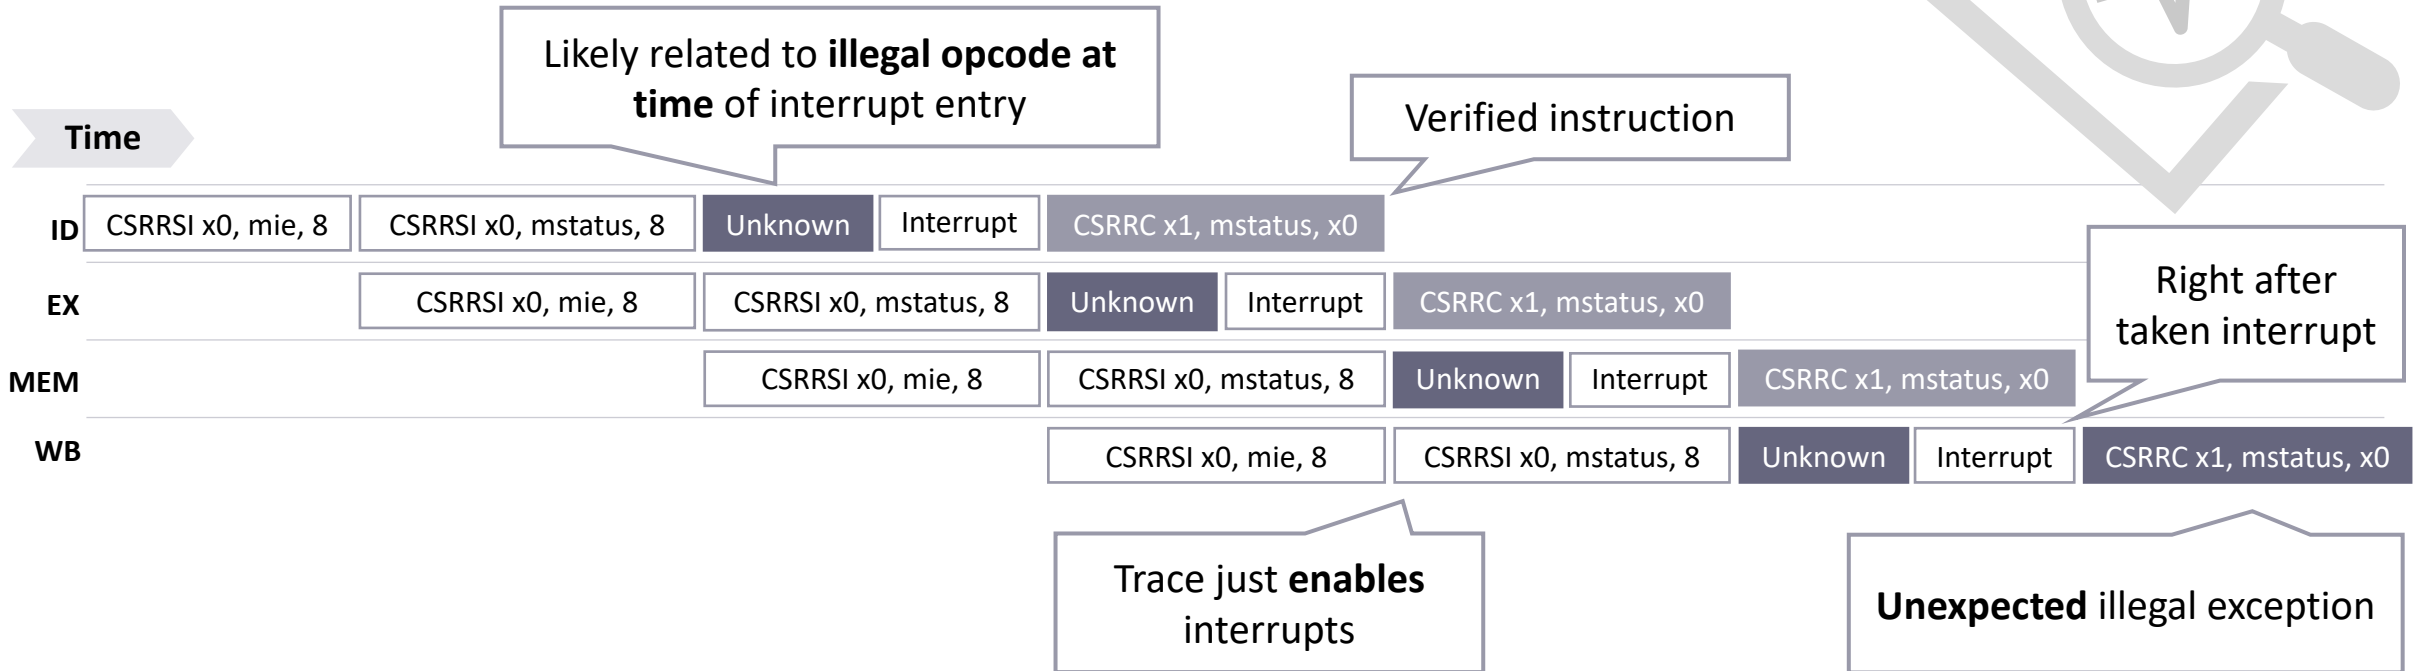 Likely related to illegal opcode at
time of interrupt entry
Verified instruction
Time
ID
CSRRSI x0, mie, 8
CSRRSI x0, mstatus, 8
Unknown
Interrupt
CSRRC x1, mstatus, x0
EX
CSRRSI x0, mie, 8
CSRRSI x0, mstatus, 8
Unknown
Interrupt
CSRRC x1, mstatus, x0
Right after
taken interrupt
MEM
CSRRSI x0, mie, 8
CSRRSI x0, mstatus, 8
Unknown
Interrupt
CSRRC x1, mstatus, x0
WB
CSRRSI x0, mie, 8
CSRRSI x0, mstatus, 8
Unknown
Interrupt
CSRRC x1, mstatus, x0
Trace just enables
interrupts
Unexpected illegal exception